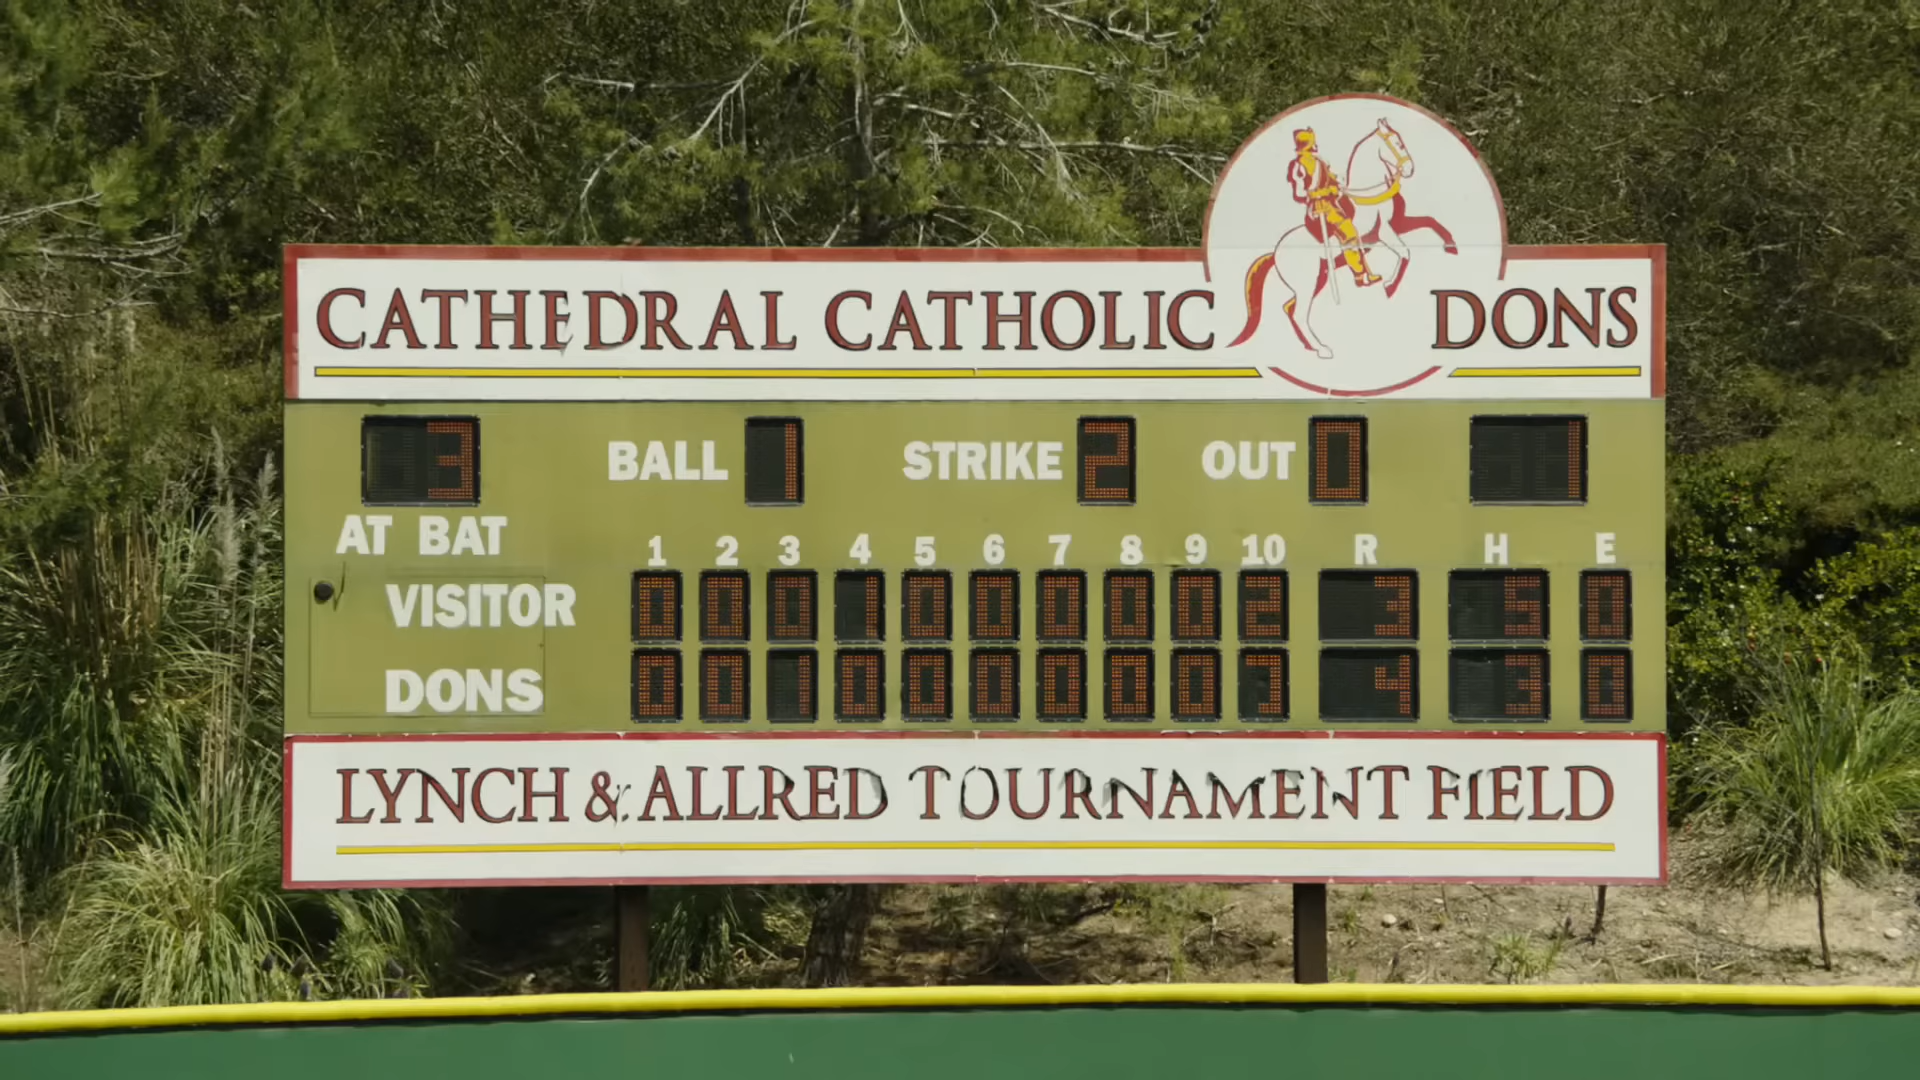 CATHEDRAL CATHOLIC DONS
3 BALL 1 STRIKE 2 OUT 0 1
AT BAT
1 2 3 4 5 6 7 8 9 10 R H E
VISITOR 0 0 0 1 0 0 0 0 0 2 3 5 0
DONS 0 0 1 0 0 0 0 0 0 3 4 3 0
LYNCH & ALLRED TOURNAMENT FIELD